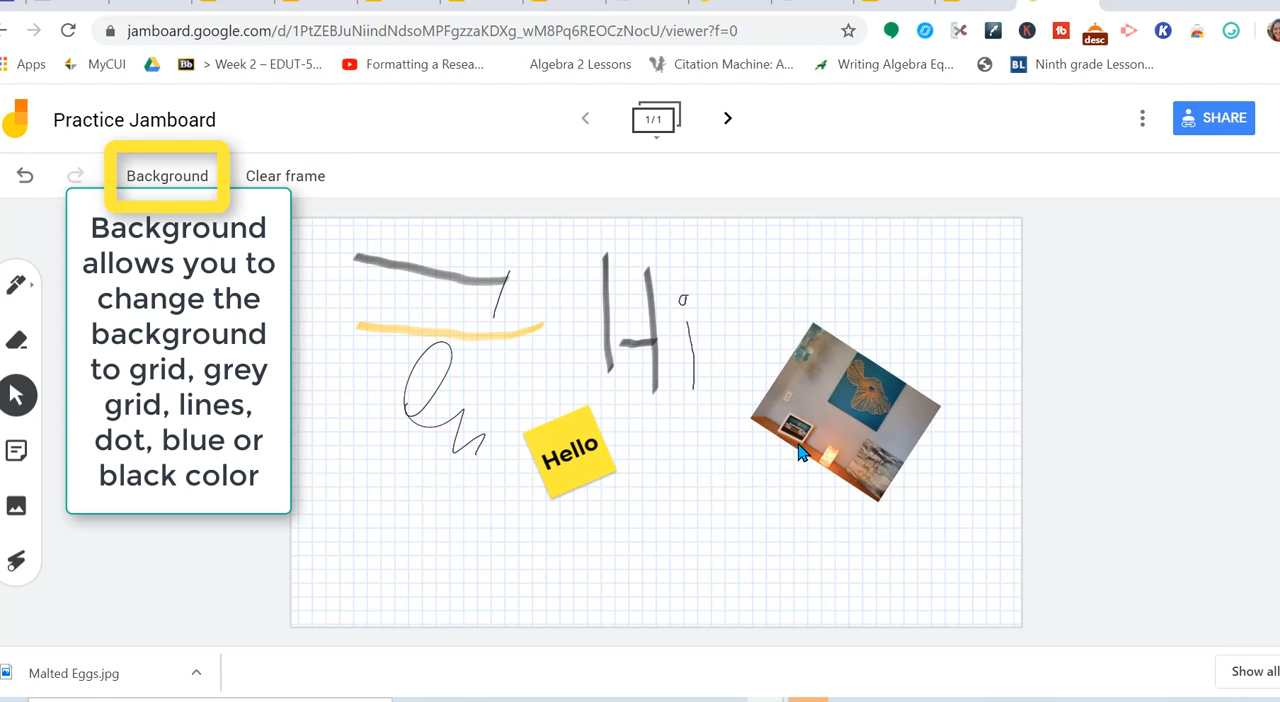 jamboard.google.com/d/1PtZEBJuNiindNdsoMPFgzzaKDXg_wM8Pq6REOCzNocU/viewer?f=0
desc
Apps MyCUI Bb > Week 2 – EDUT-5... Formatting a Resea... Algebra 2 Lessons Citation Machine: A... Writing Algebra Eq... BL Ninth grade Lesson...
Practice Jamboard 1/1 SHARE
Background Clear frame
Background
allows you to
change the
background
to grid, grey
grid, lines,
dot, blue or
black color
Hi
Hello
Malted Eggs.jpg Show all